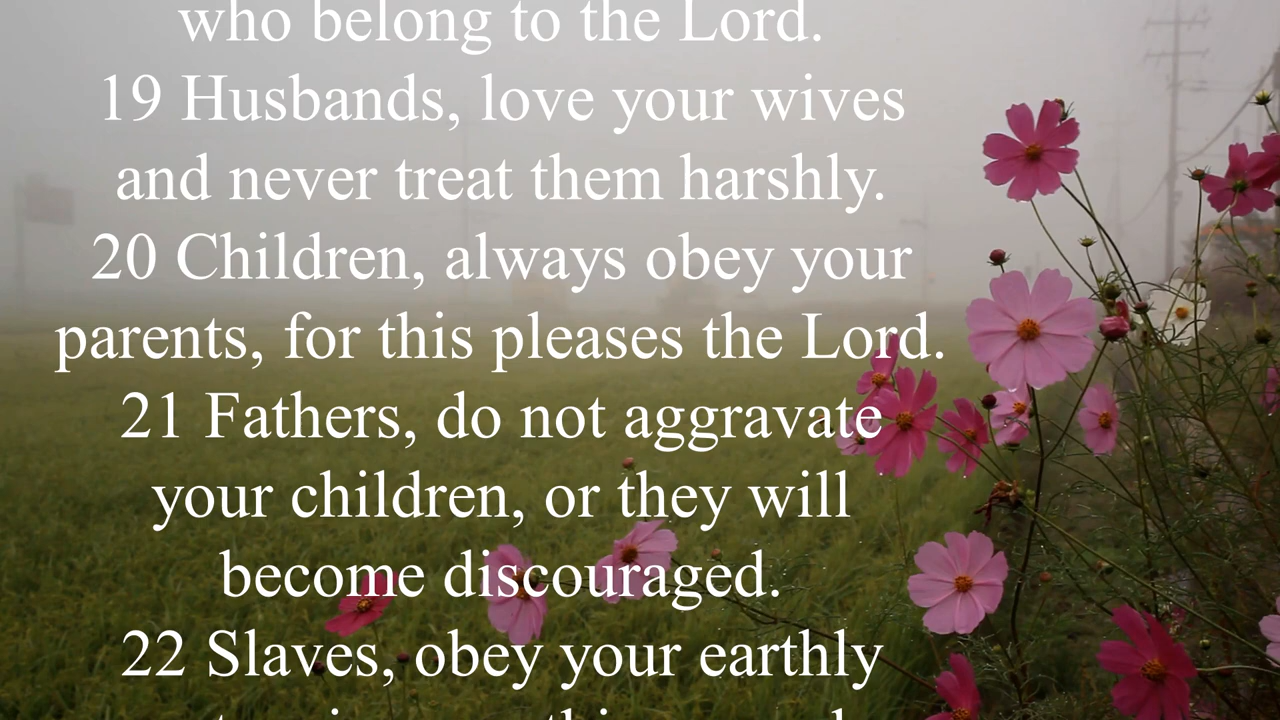 who belong to the Lord.
19 Husbands, love your wives
and never treat them harshly.
20 Children, always obey your
parents, for this pleases the Lord.
21 Fathers, do not aggravate
your children, or they will
become discouraged.
22 Slaves, obey your earthly